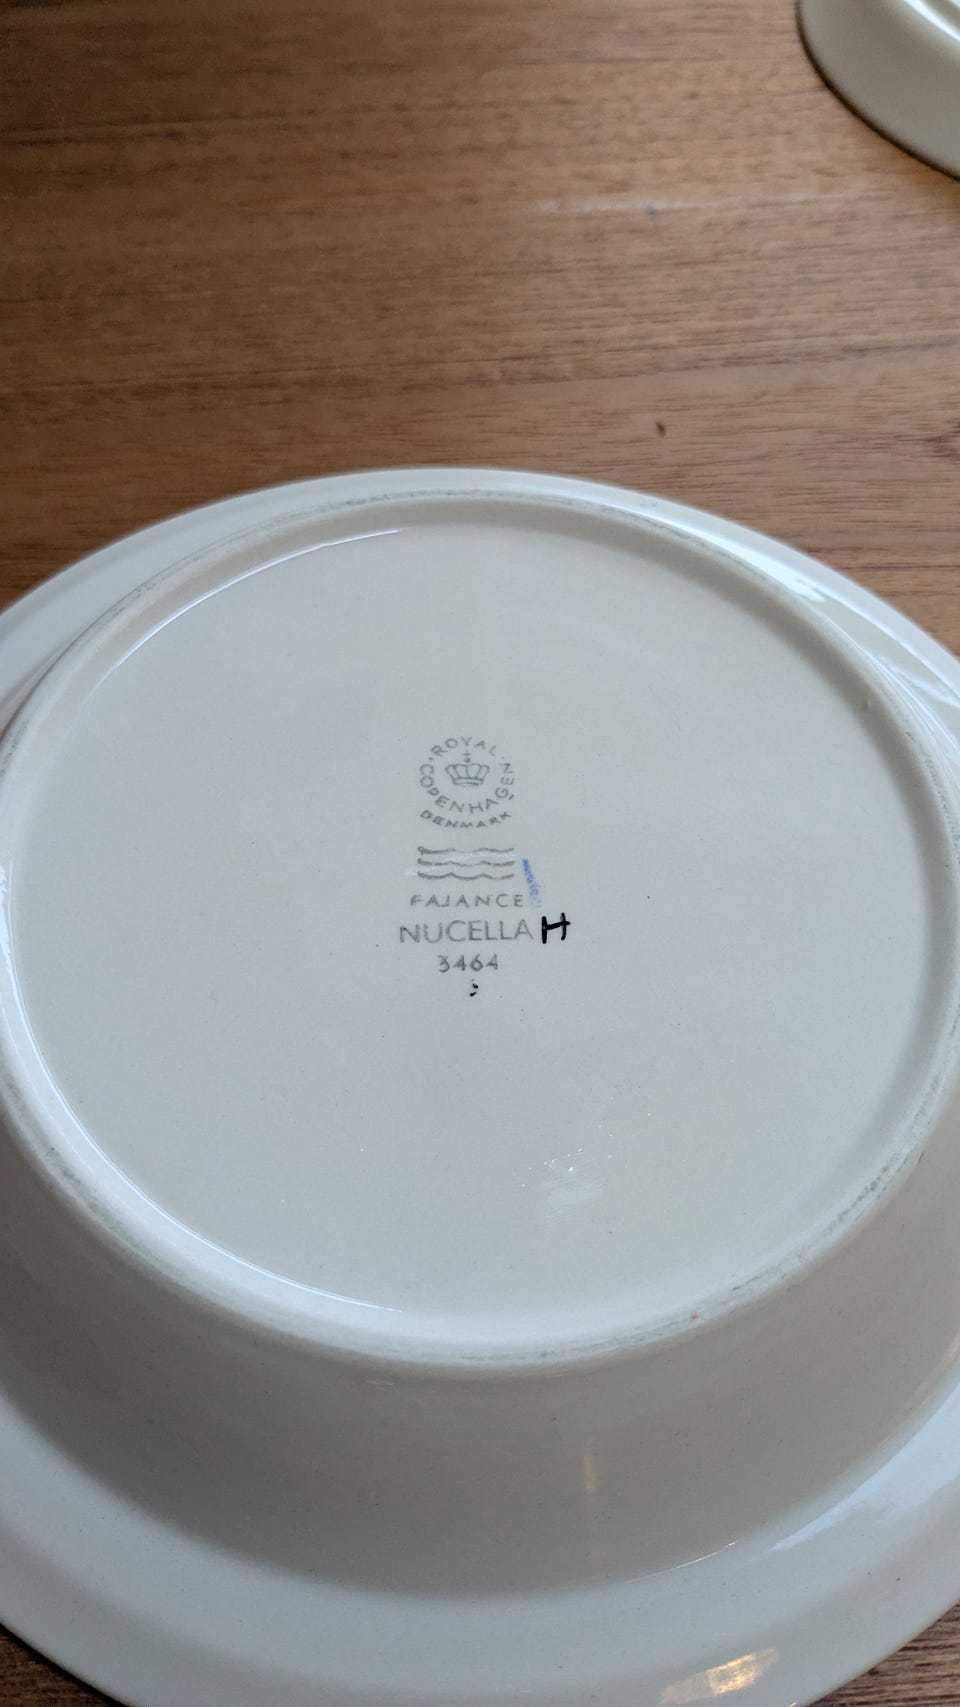 ROYAL
COPENHAGEN
DENMARK
FAJANCE
NUCELLA H
3464